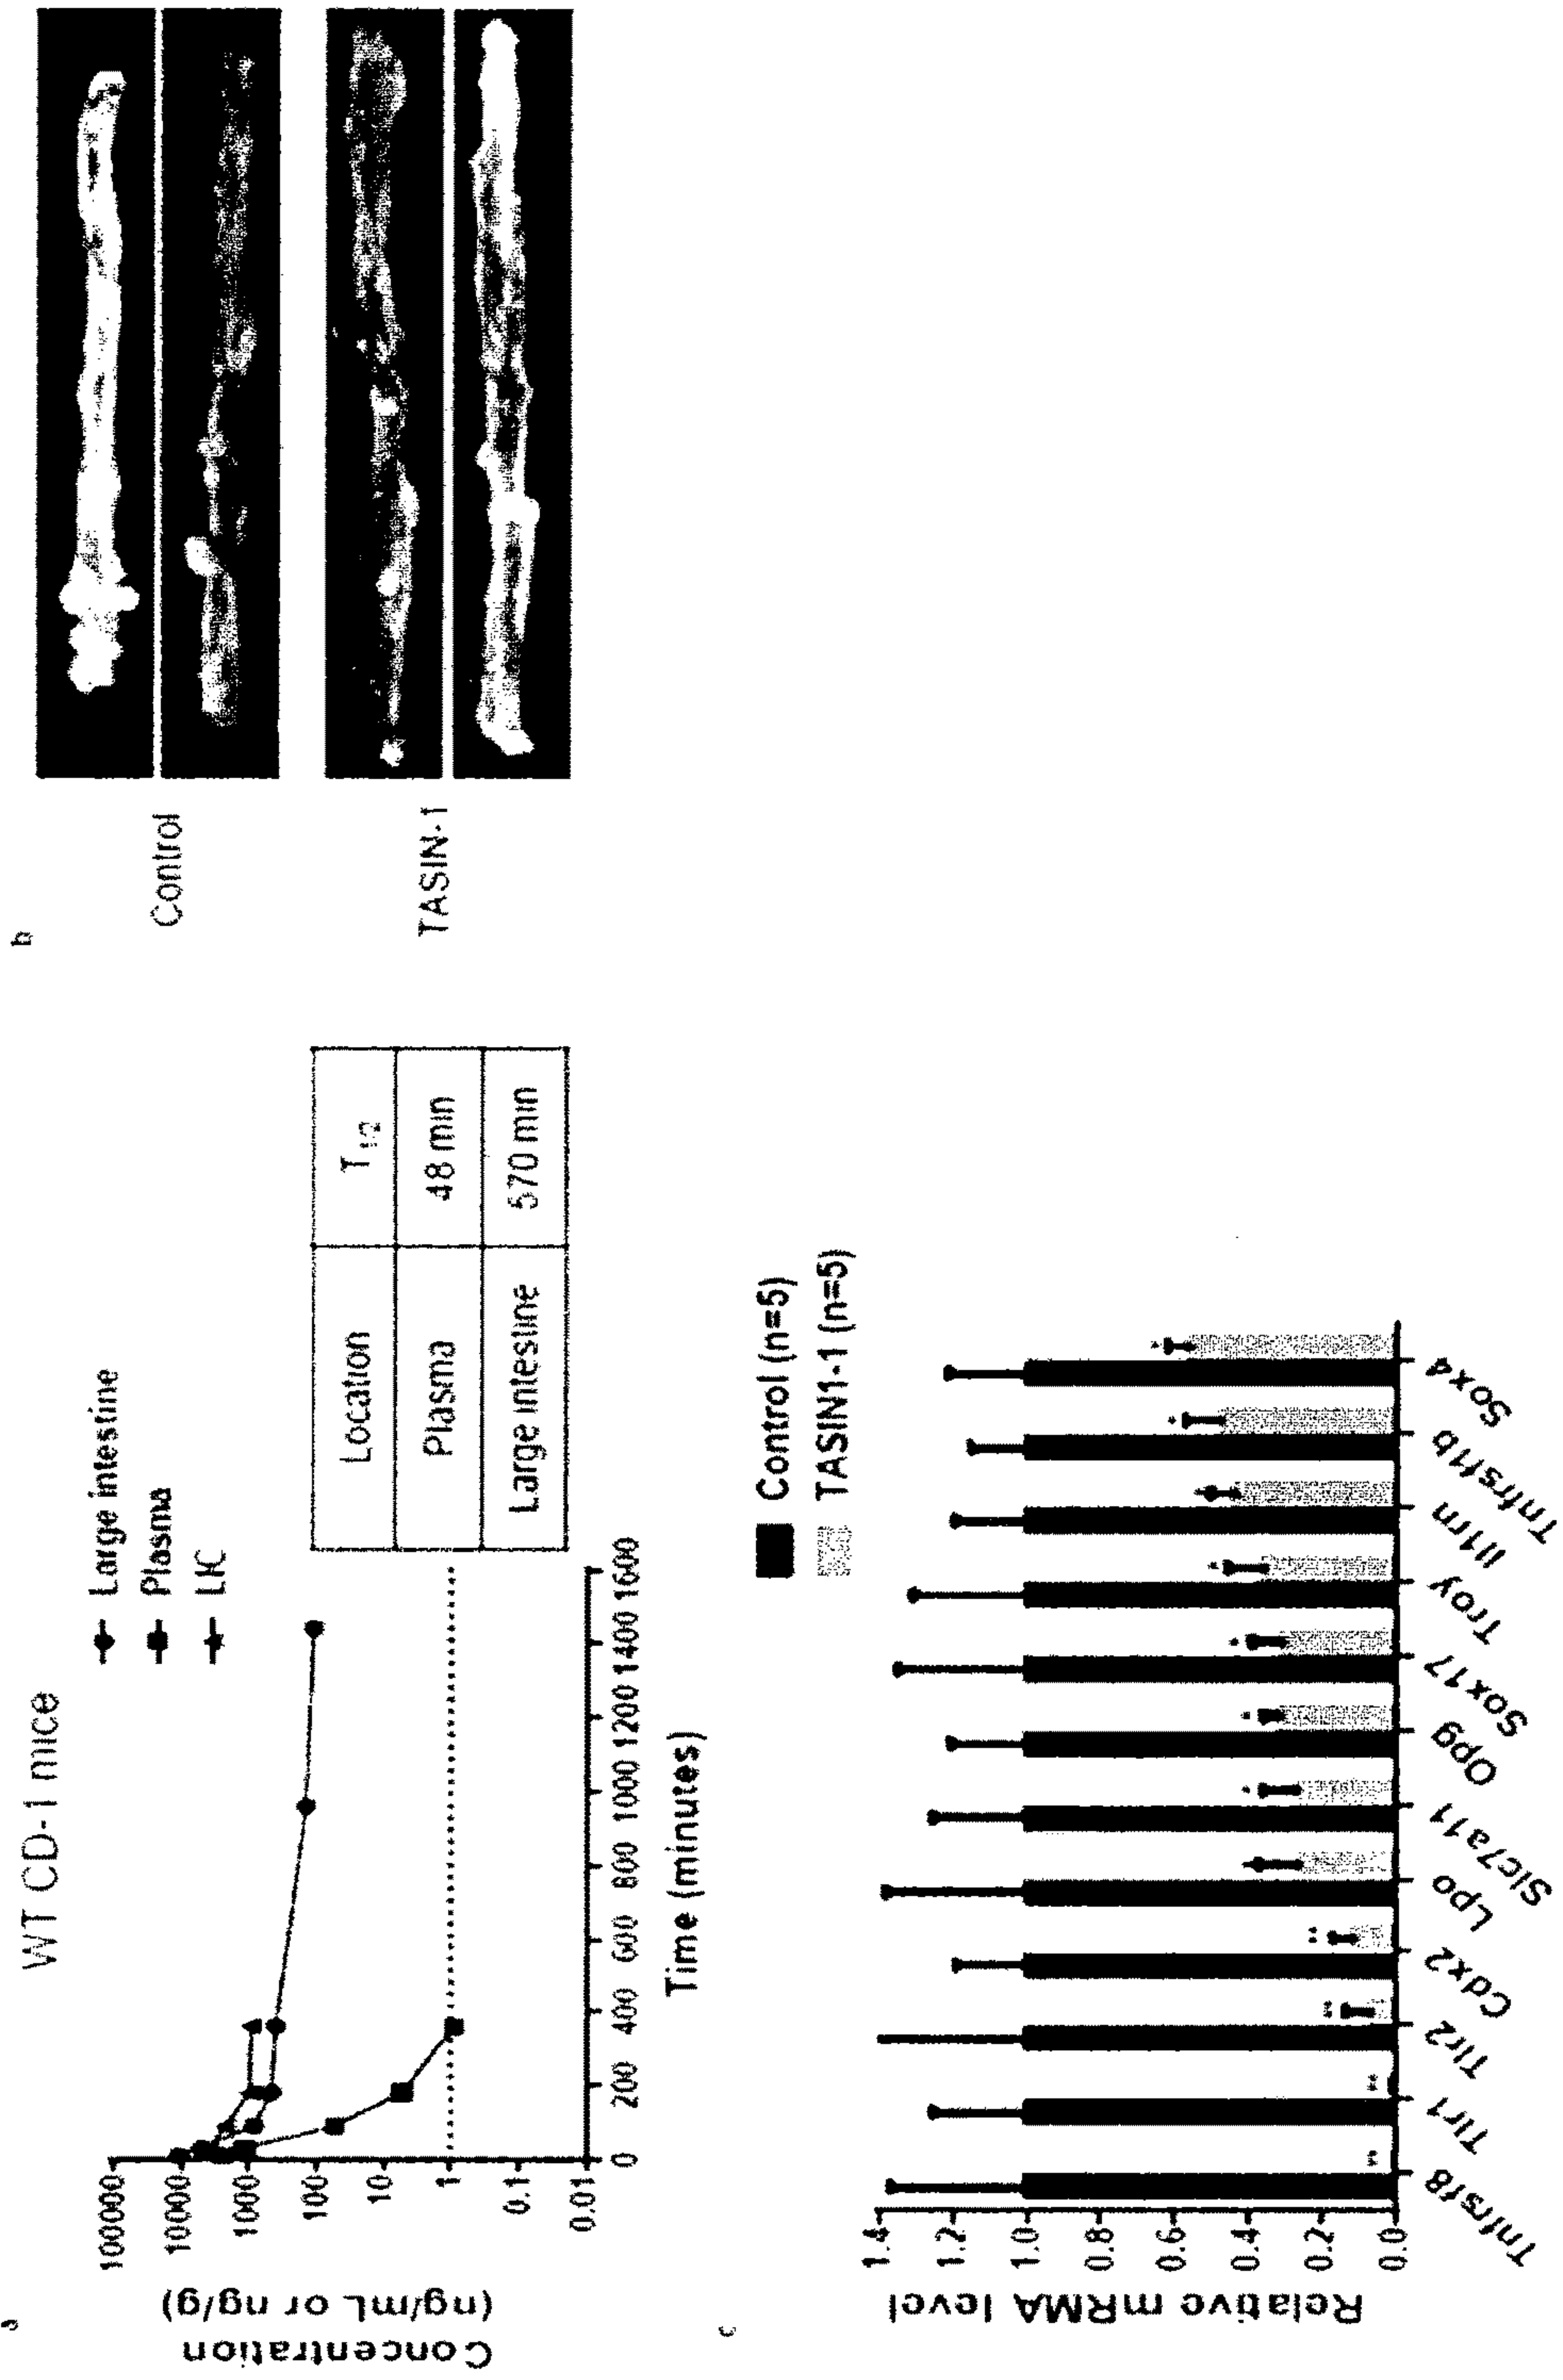 a
WT CD-1 mice
Large intestine
Plasma
LIC
Concentration
(ng/mL or ng/g)
100000
10000
1000
100
10
1
0.1
0.01
0 200 400 600 800 1000 1200 1400 1600
Time (minutes)
Location T1/2
Plasma 48 min
Large intestine 570 min
b
Control
TASIN-1
c
Control (n=5)
TASIN1-1 (n=5)
Relative mRMA level
1.4
1.2
1.0
0.8
0.6
0.4
0.2
0.0
** ** ** ** * * * * * *
Tnfrsf8 Tlr1 Tlr2 Cdx2 Lpo Slc7a11 Opg Sox17 Troy Il1rn Tnfrsf1b Sox4